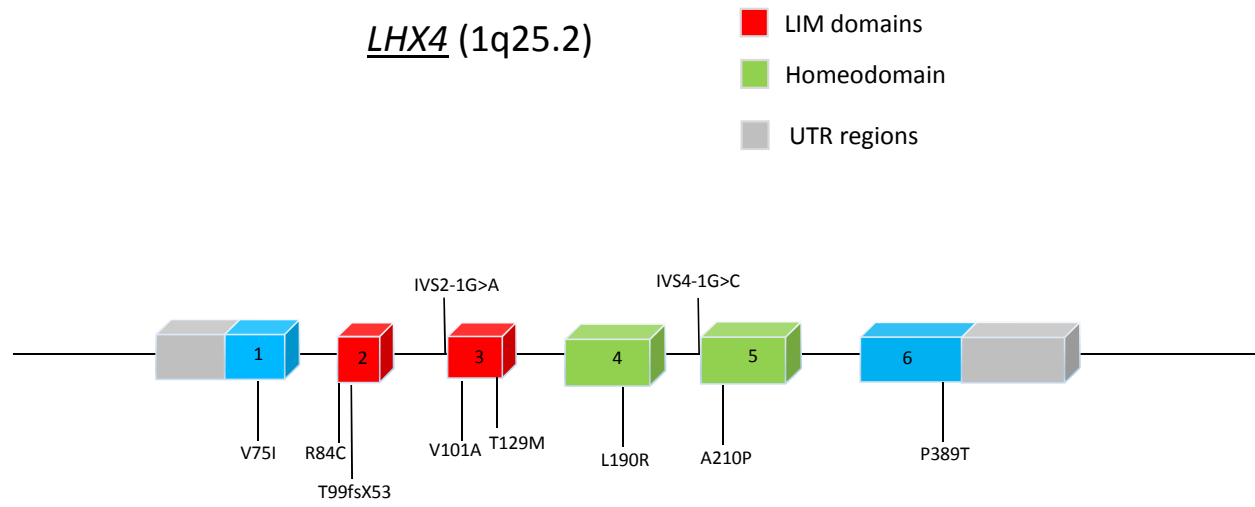 LHX4 (1q25.2)
LIM domains
Homeodomain
UTR regions
IVS2-1G>A
IVS4-1G>C
1
2
3
4
5
6
V75I
R84C
T99fsX53
V101A
T129M
L190R
A210P
P389T